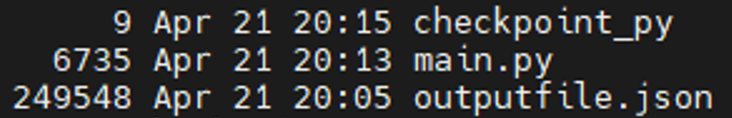 9 Apr 21 20:15 checkpoint_py
6735 Apr 21 20:13 main.py
249548 Apr 21 20:05 outputfile.json